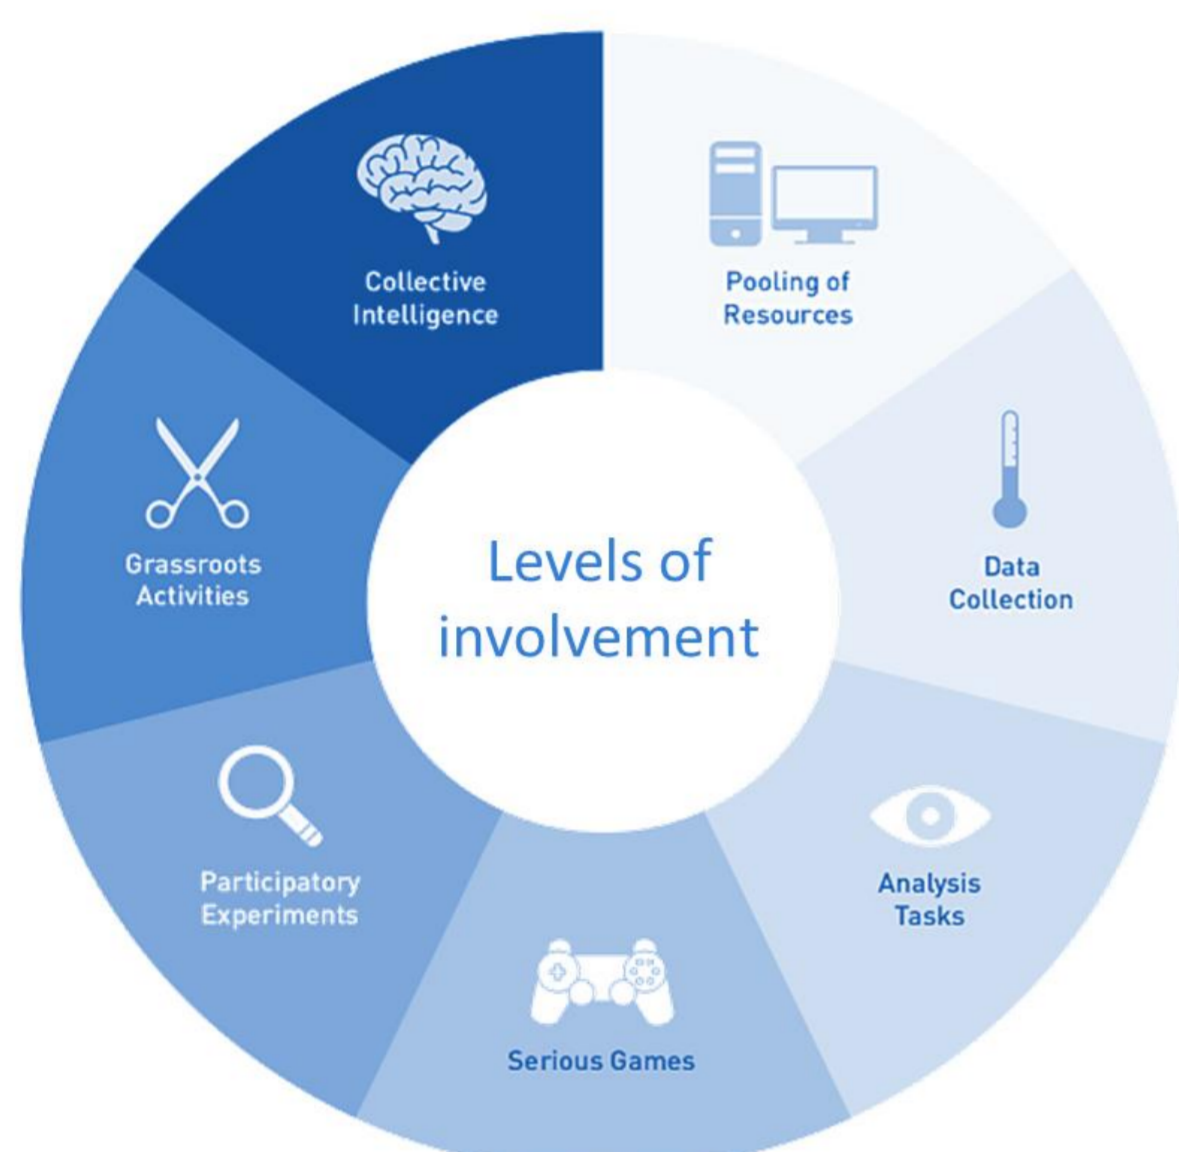 Levels of
involvement
Pooling of
Resources
Data
Collection
Analysis
Tasks
Serious Games
Participatory
Experiments
Grassroots
Activities
Collective
Intelligence